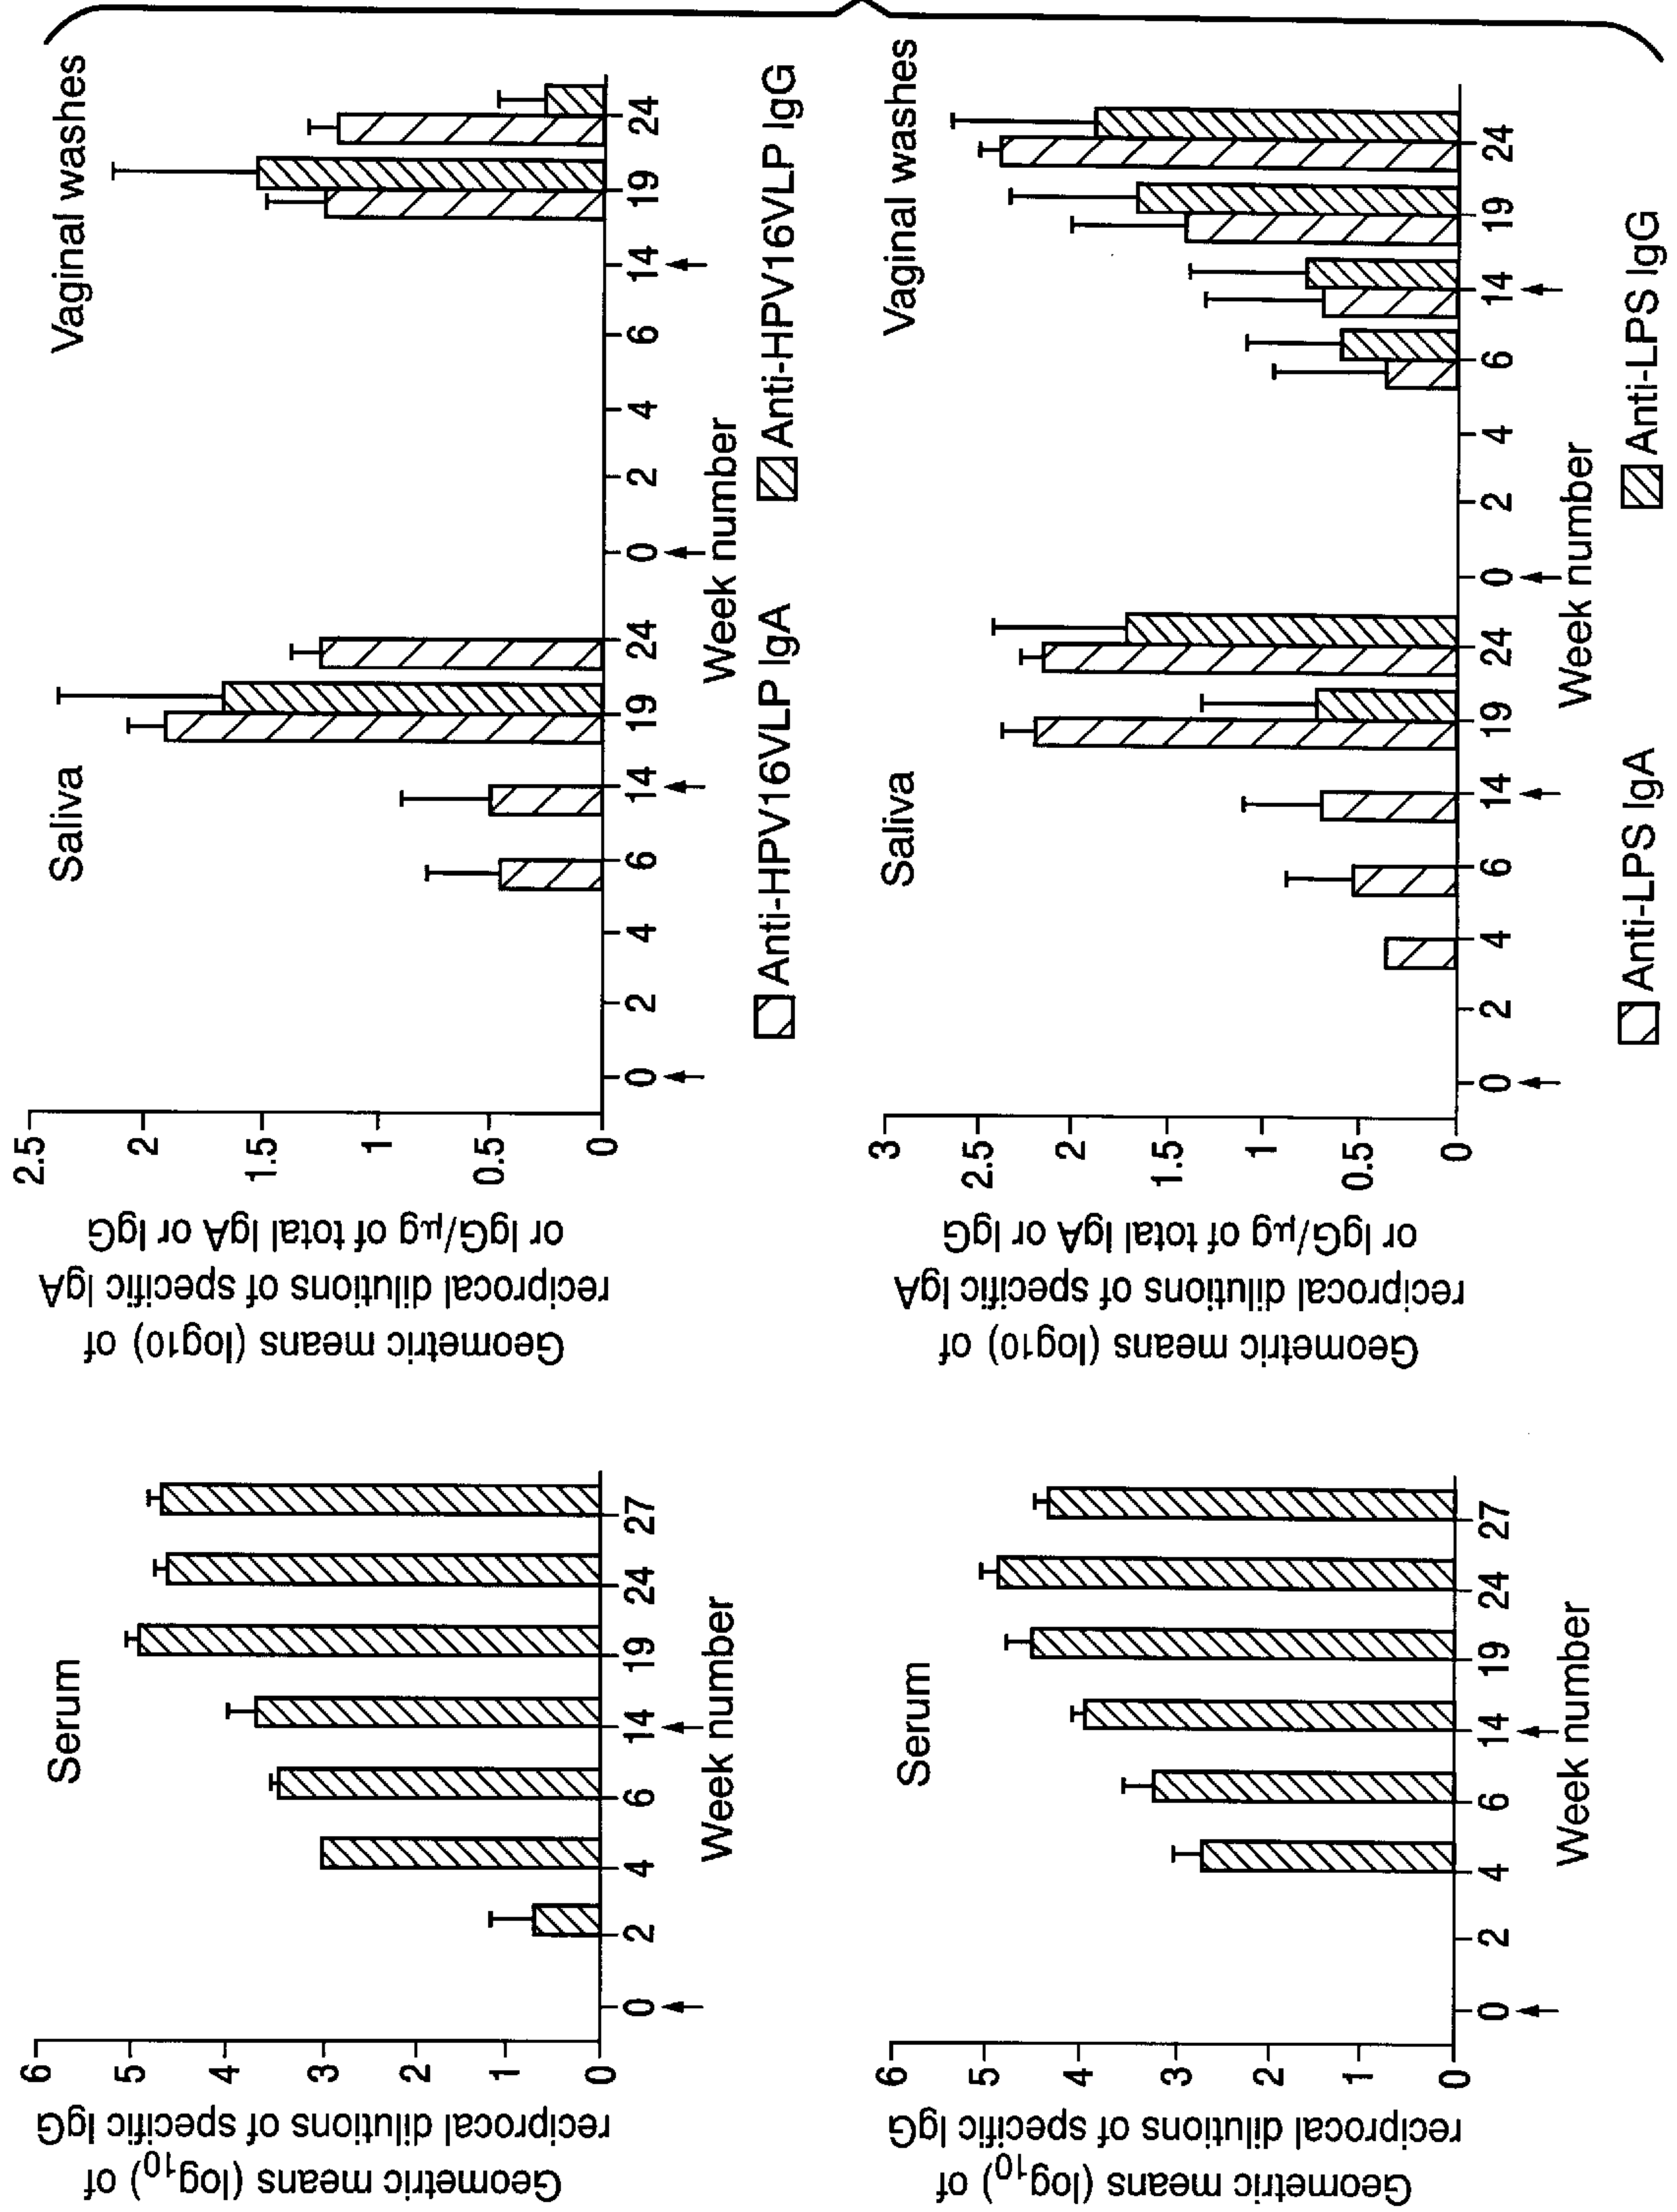 Serum
Geometric means (log10) of
reciprocal dilutions of specific IgG
6
5
4
3
2
1
0
0 2 4 6 14 19 24 27
Week number
Saliva
Vaginal washes
Geometric means (log10) of
reciprocal dilutions of specific IgA
or IgG/µg of total IgA or IgG
2.5
2
1.5
1
0.5
0
0 2 4 6 14 19 24 0 2 4 6 14 19 24
Week number
Anti-HPV16VLP IgA Anti-HPV16VLP IgG
Serum
Geometric means (log10) of
reciprocal dilutions of specific IgG
6
5
4
3
2
1
0
0 2 4 6 14 19 24 27
Week number
Saliva
Vaginal washes
Geometric means (log10) of
reciprocal dilutions of specific IgA
or IgG/µg of total IgA or IgG
3
2.5
2
1.5
1
0.5
0
0 2 4 6 14 19 24 0 2 4 6 14 19 24
Week number
Anti-LPS IgA Anti-LPS IgG